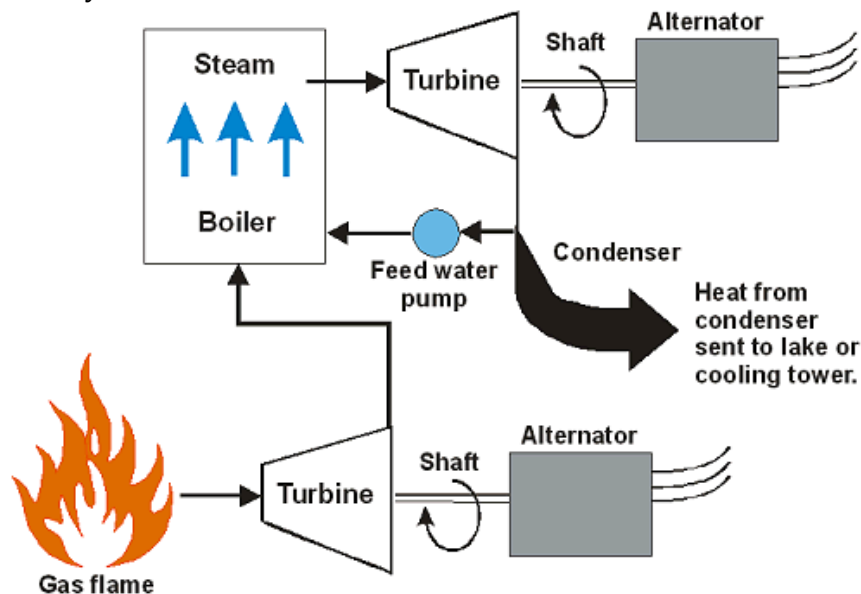 Alternator
Shaft
Steam
Turbine
Boiler
Condenser
Feed water
pump
Heat from
condenser
sent to lake or
cooling tower.
Alternator
Shaft
Turbine
Gas flame